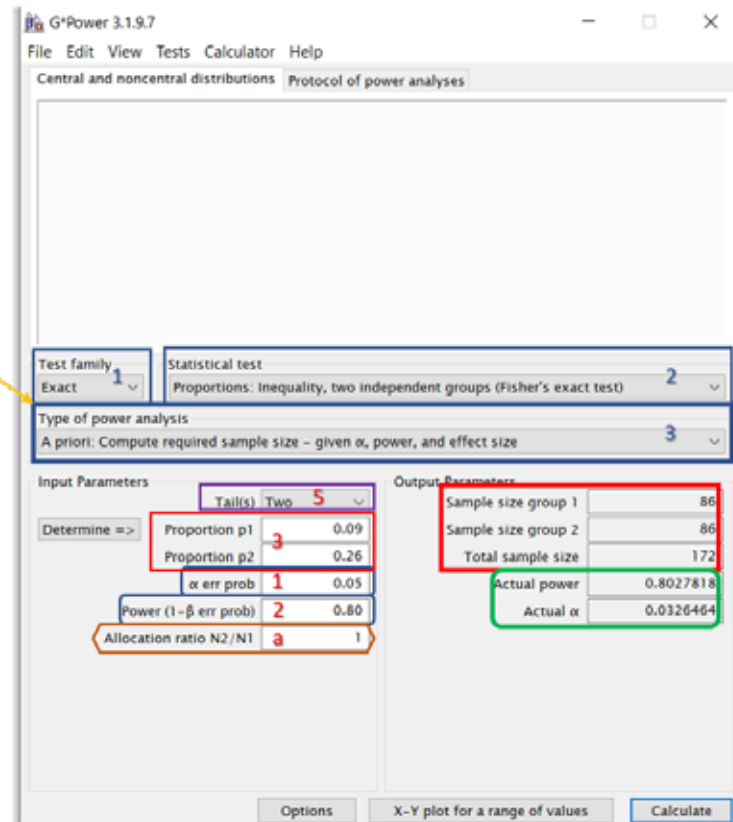 G*Power 3.1.9.7
File Edit View Tests Calculator Help
Central and noncentral distributions Protocol of power analyses
Test family
Exact 1
Statistical test
Proportions: Inequality, two independent groups (Fisher's exact test) 2
Type of power analysis
A priori: Compute required sample size – given α, power, and effect size 3
Input Parameters
Tail(s) Two 5
Determine =>
Proportion p1 0.09
3
Proportion p2 0.26
α err prob 1 0.05
Power (1-β err prob) 2 0.80
Allocation ratio N2/N1 a 1
Output Parameters
Sample size group 1 86
Sample size group 2 86
Total sample size 172
Actual power 0.8027818
Actual α 0.0326464
Options X-Y plot for a range of values Calculate